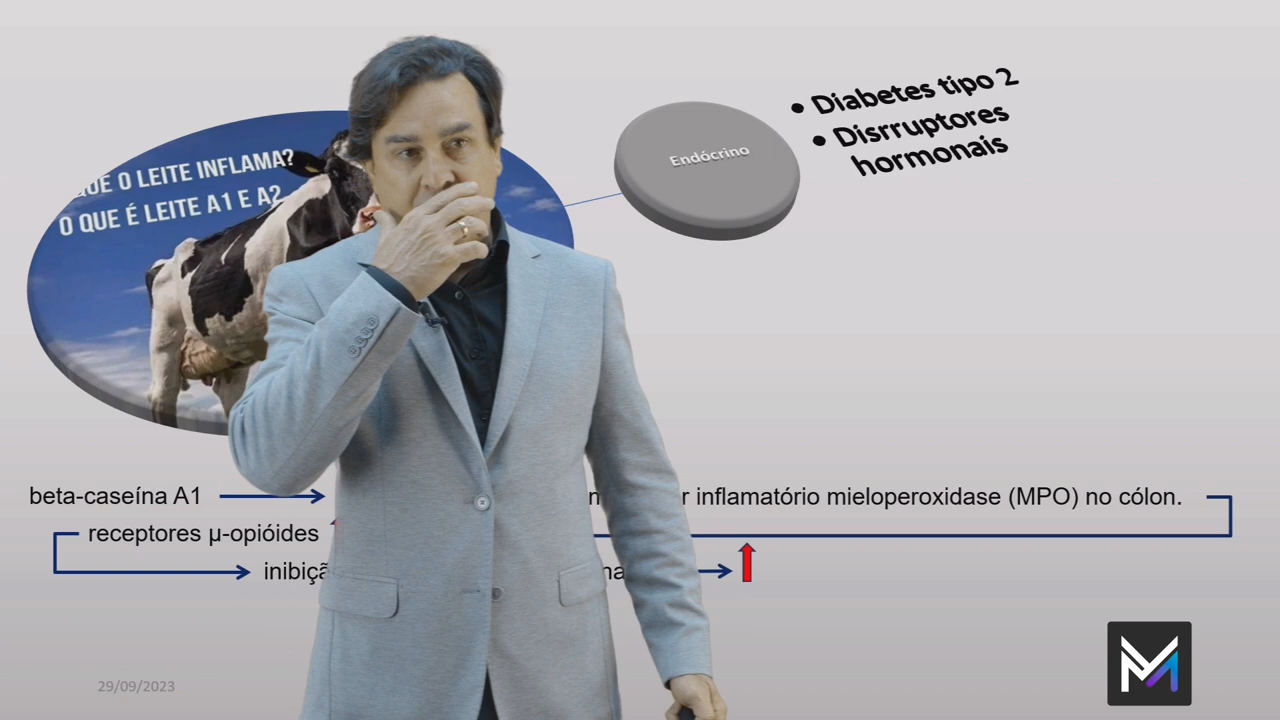 QUE O LEITE INFLAMA?
O QUE É LEITE A1 E A2
Endócrino
• Diabetes tipo 2
• Disrruptores
hormonais
beta-caseína A1
inflamatório mieloperoxidase (MPO) no cólon.
receptores µ-opióides
29/09/2023